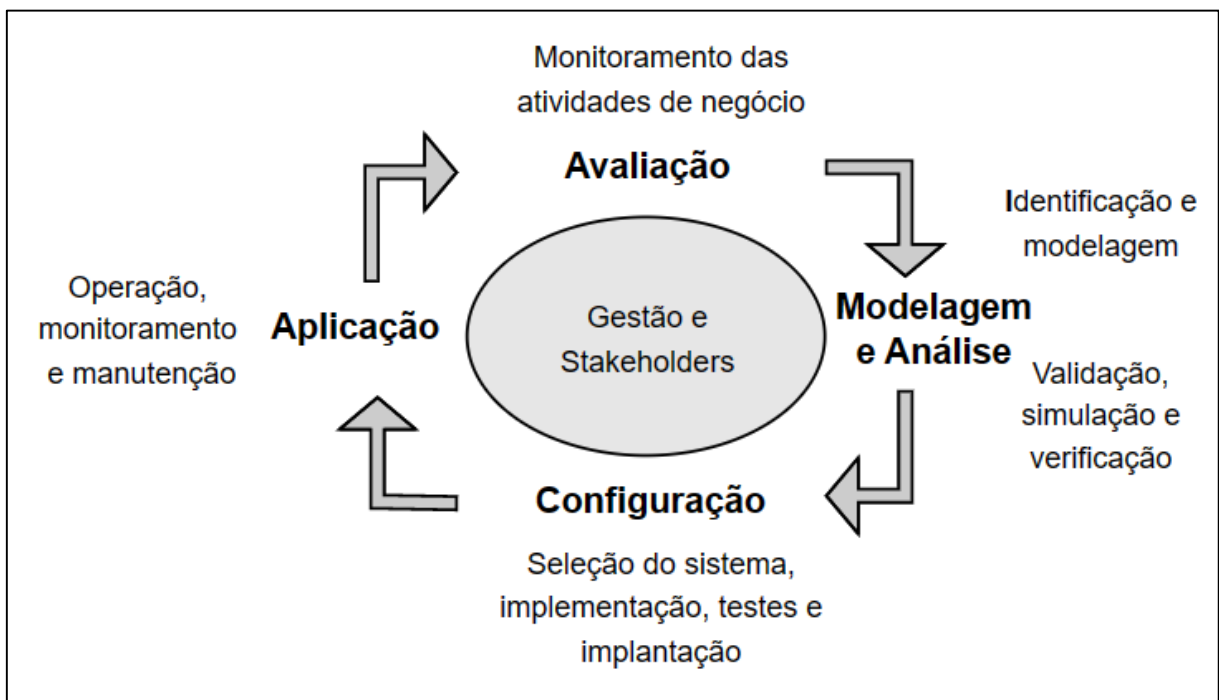 Monitoramento das
atividades de negócio
Avaliação
Identificação e
modelagem
Modelagem
e Análise
Validação,
simulação e
verificação
Configuração
Seleção do sistema,
implementação, testes e
implantação
Aplicação
Operação,
monitoramento
e manutenção
Gestão e
Stakeholders